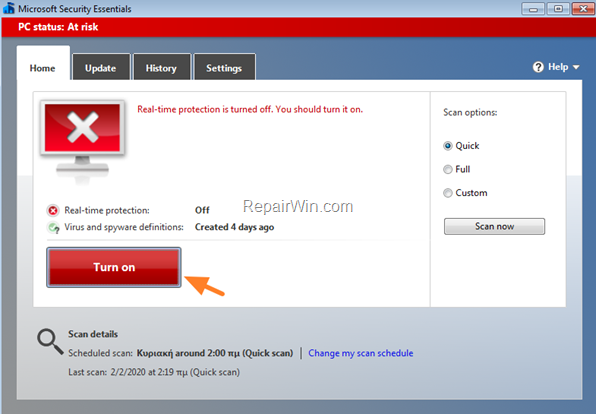 Microsoft Security Essentials
PC status: At risk
Home
Update
History
Settings
Help
Real-time protection is turned off. You should turn it on.
Real-time protection: Off
Virus and spyware definitions: Created 4 days ago
RepairWin.com
Turn on
Scan options:
Quick
Full
Custom
Scan now
Scan details
Scheduled scan: Κυριακή around 2:00 πμ (Quick scan) | Change my scan schedule
Last scan: 2/2/2020 at 2:19 πμ (Quick scan)